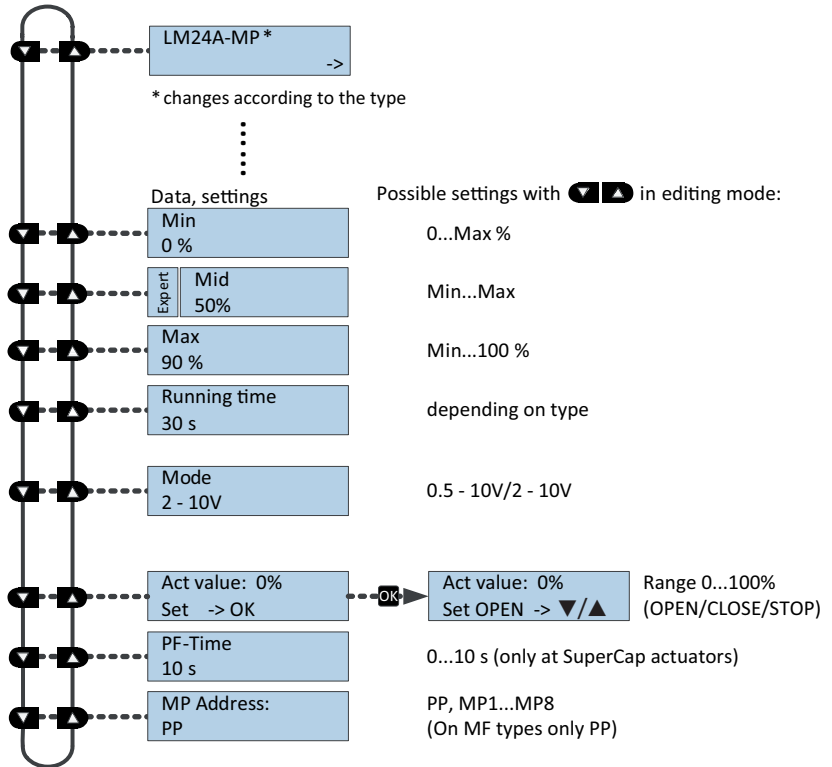 LM24A-MP*
->
* changes according to the type
Data, settings
Possible settings with ▽ △ in editing mode:
Min
0 %
0...Max %
Expert
Mid
50%
Min...Max
Max
90 %
Min...100 %
Running time
30 s
depending on type
Mode
2 - 10V
0.5 - 10V/2 - 10V
Act value: 0%
Set -> OK
OK
Act value: 0%
Set OPEN -> ▼/▲
Range 0...100%
(OPEN/CLOSE/STOP)
PF-Time
10 s
0...10 s (only at SuperCap actuators)
MP Address:
PP
PP, MP1...MP8
(On MF types only PP)